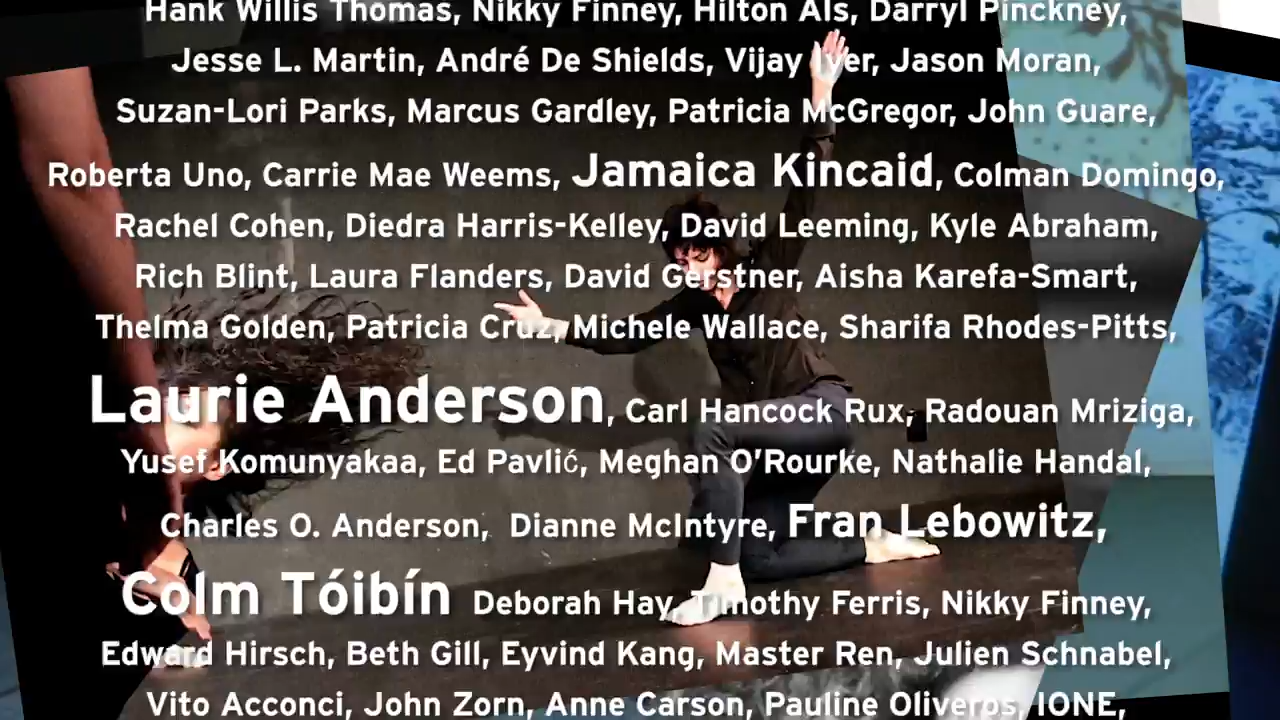 Hank Willis Thomas, Nikky Finney, Hilton Als, Darryl Pinckney,
Jesse L. Martin, André De Shields, Vijay Iyer, Jason Moran,
Suzan-Lori Parks, Marcus Gardley, Patricia McGregor, John Guare,
Roberta Uno, Carrie Mae Weems, Jamaica Kincaid, Colman Domingo,
Rachel Cohen, Diedra Harris-Kelley, David Leeming, Kyle Abraham,
Rich Blint, Laura Flanders, David Gerstner, Aisha Karefa-Smart,
Thelma Golden, Patricia Cruz, Michele Wallace, Sharifa Rhodes-Pitts,
Laurie Anderson, Carl Hancock Rux, Radouan Mriziga,
Yusef Komunyakaa, Ed Pavlić, Meghan O'Rourke, Nathalie Handal,
Charles O. Anderson, Dianne McIntyre, Fran Lebowitz,
Colm Tóibín Deborah Hay, Timothy Ferris, Nikky Finney,
Edward Hirsch, Beth Gill, Eyvind Kang, Master Ren, Julien Schnabel,
Vito Acconci, John Zorn, Anne Carson, Pauline Oliveros, IONE,